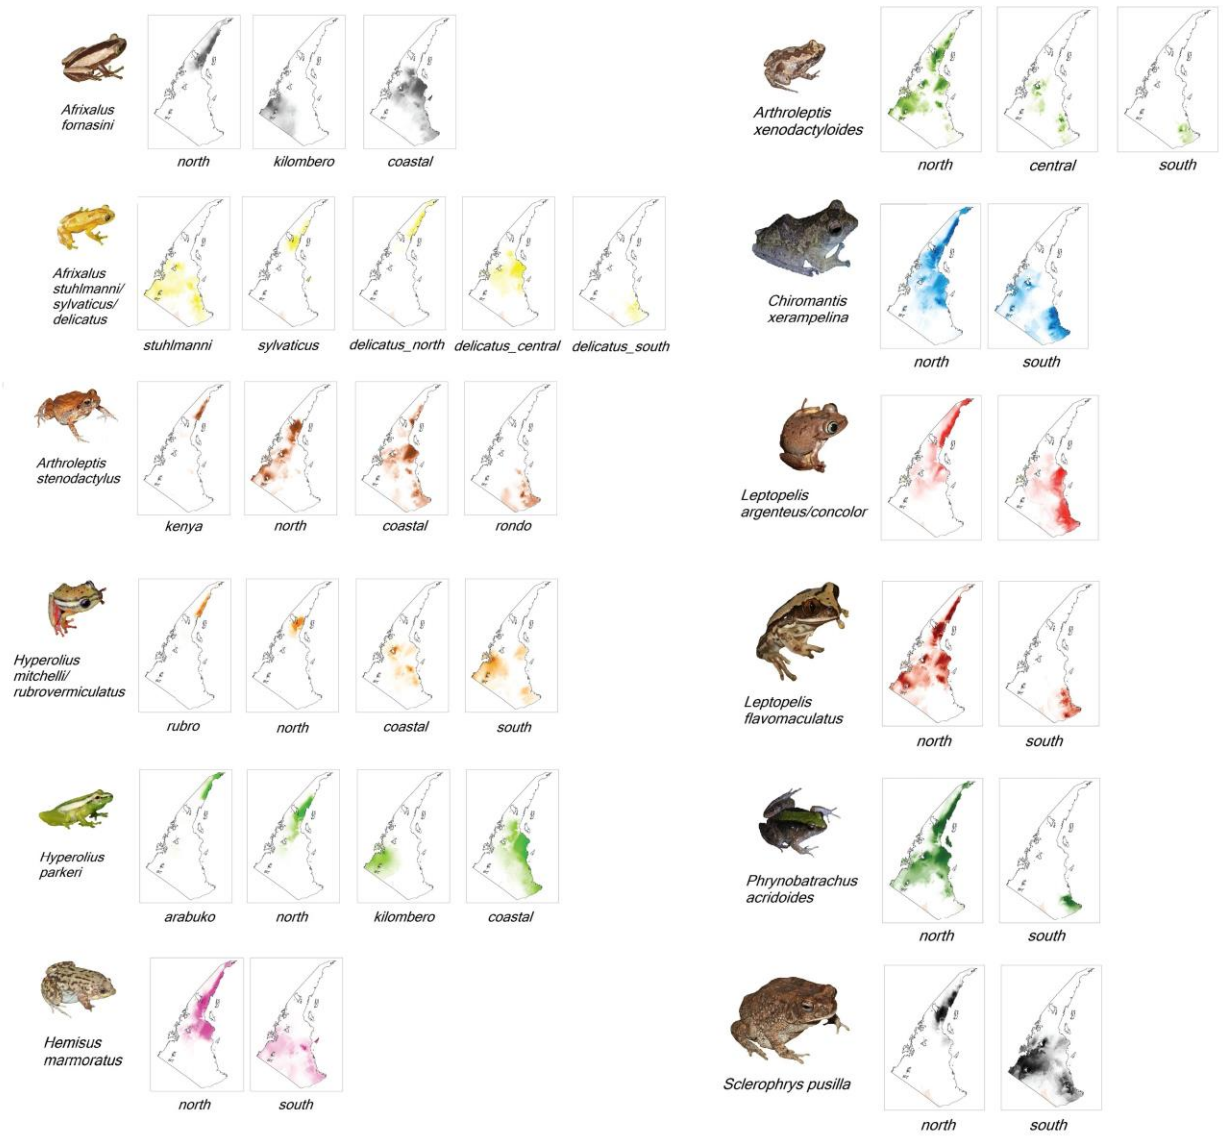 Afrixalus
fornasini
north
kilombero
coastal
Afrixalus
stuhlmanni/
sylvaticus/
delicatus
stuhlmanni
sylvaticus
delicatus_north
delicatus_central
delicatus_south
Arthroleptis
stenodactylus
kenya
north
coastal
rondo
Hyperolius
mitchelli/
rubrovermiculatus
rubro
north
coastal
south
Hyperolius
parkeri
arabuko
north
kilombero
coastal
Hemisus
marmoratus
north
south
Arthroleptis
xenodactyloides
north
central
south
Chiromantis
xerampelina
north
south
Leptopelis
argenteus/concolor
Leptopelis
flavomaculatus
north
south
Phrynobatrachus
acridoides
north
south
Sclerophrys pusilla
north
south